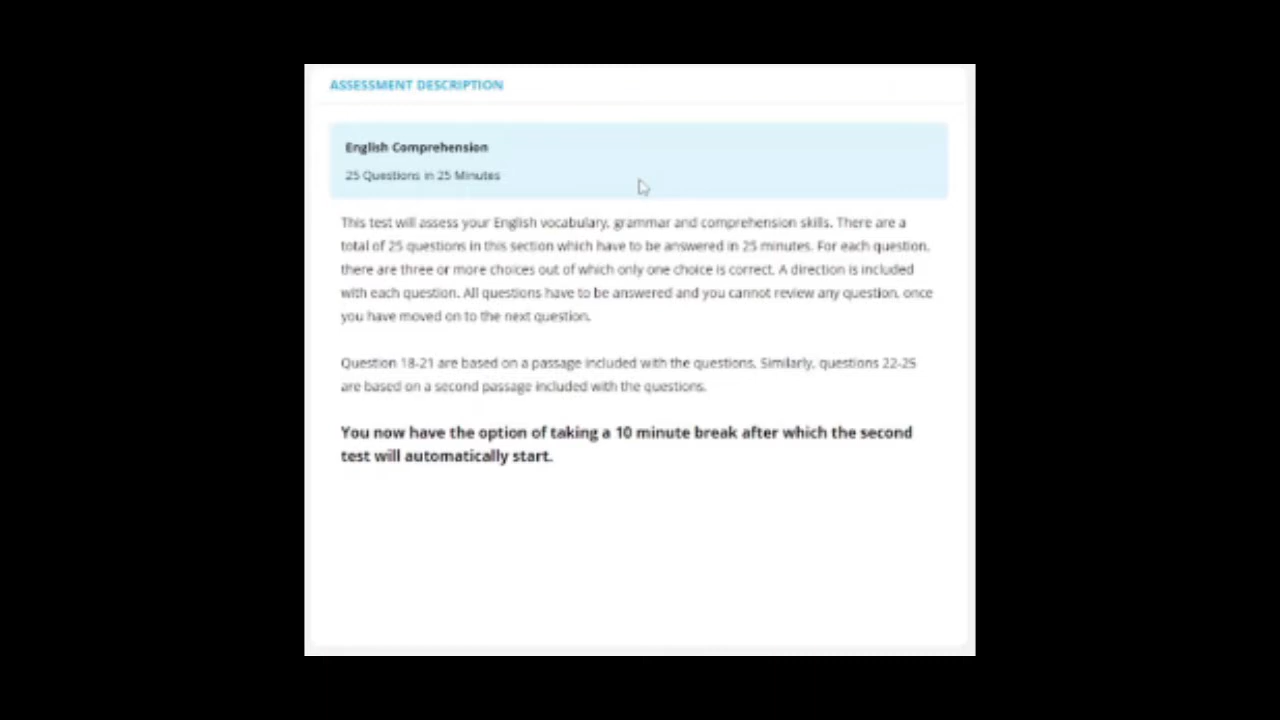 ASSESSMENT DESCRIPTION
English Comprehension
25 Questions in 25 Minutes
This test will assess your English vocabulary, grammar and comprehension skills. There are a
total of 25 questions in this section which have to be answered in 25 minutes. For each question,
there are three or more choices out of which only one choice is correct. A direction is included
with each question. All questions have to be answered and you cannot review any question, once
you have moved on to the next question.
Question 18-21 are based on a passage included with the questions. Similarly, questions 22-25
are based on a second passage included with the questions.
You now have the option of taking a 10 minute break after which the second
test will automatically start.